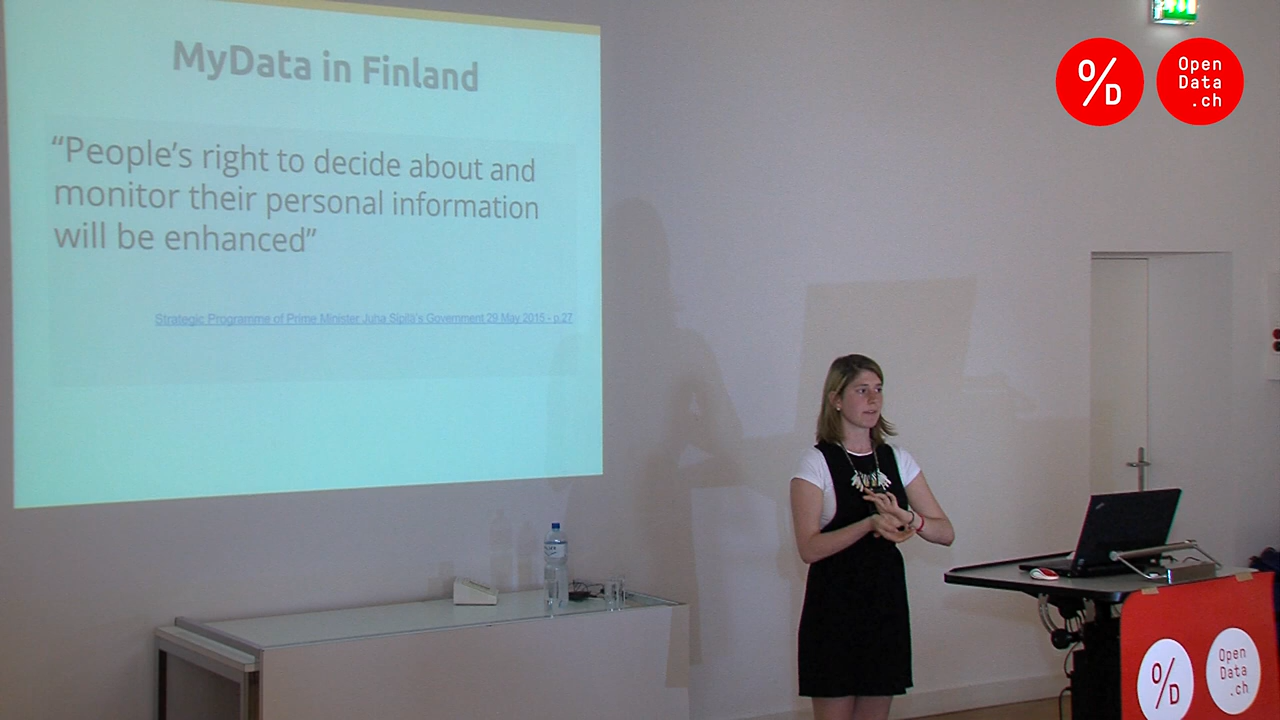 MyData in Finland
“People’s right to decide about and
monitor their personal information
will be enhanced”
Strategic Programme of Prime Minister Juha Sipilä's Government 29 May 2015 - p.27
O/D
Open
Data
.ch
O/D
Open
Data
.ch